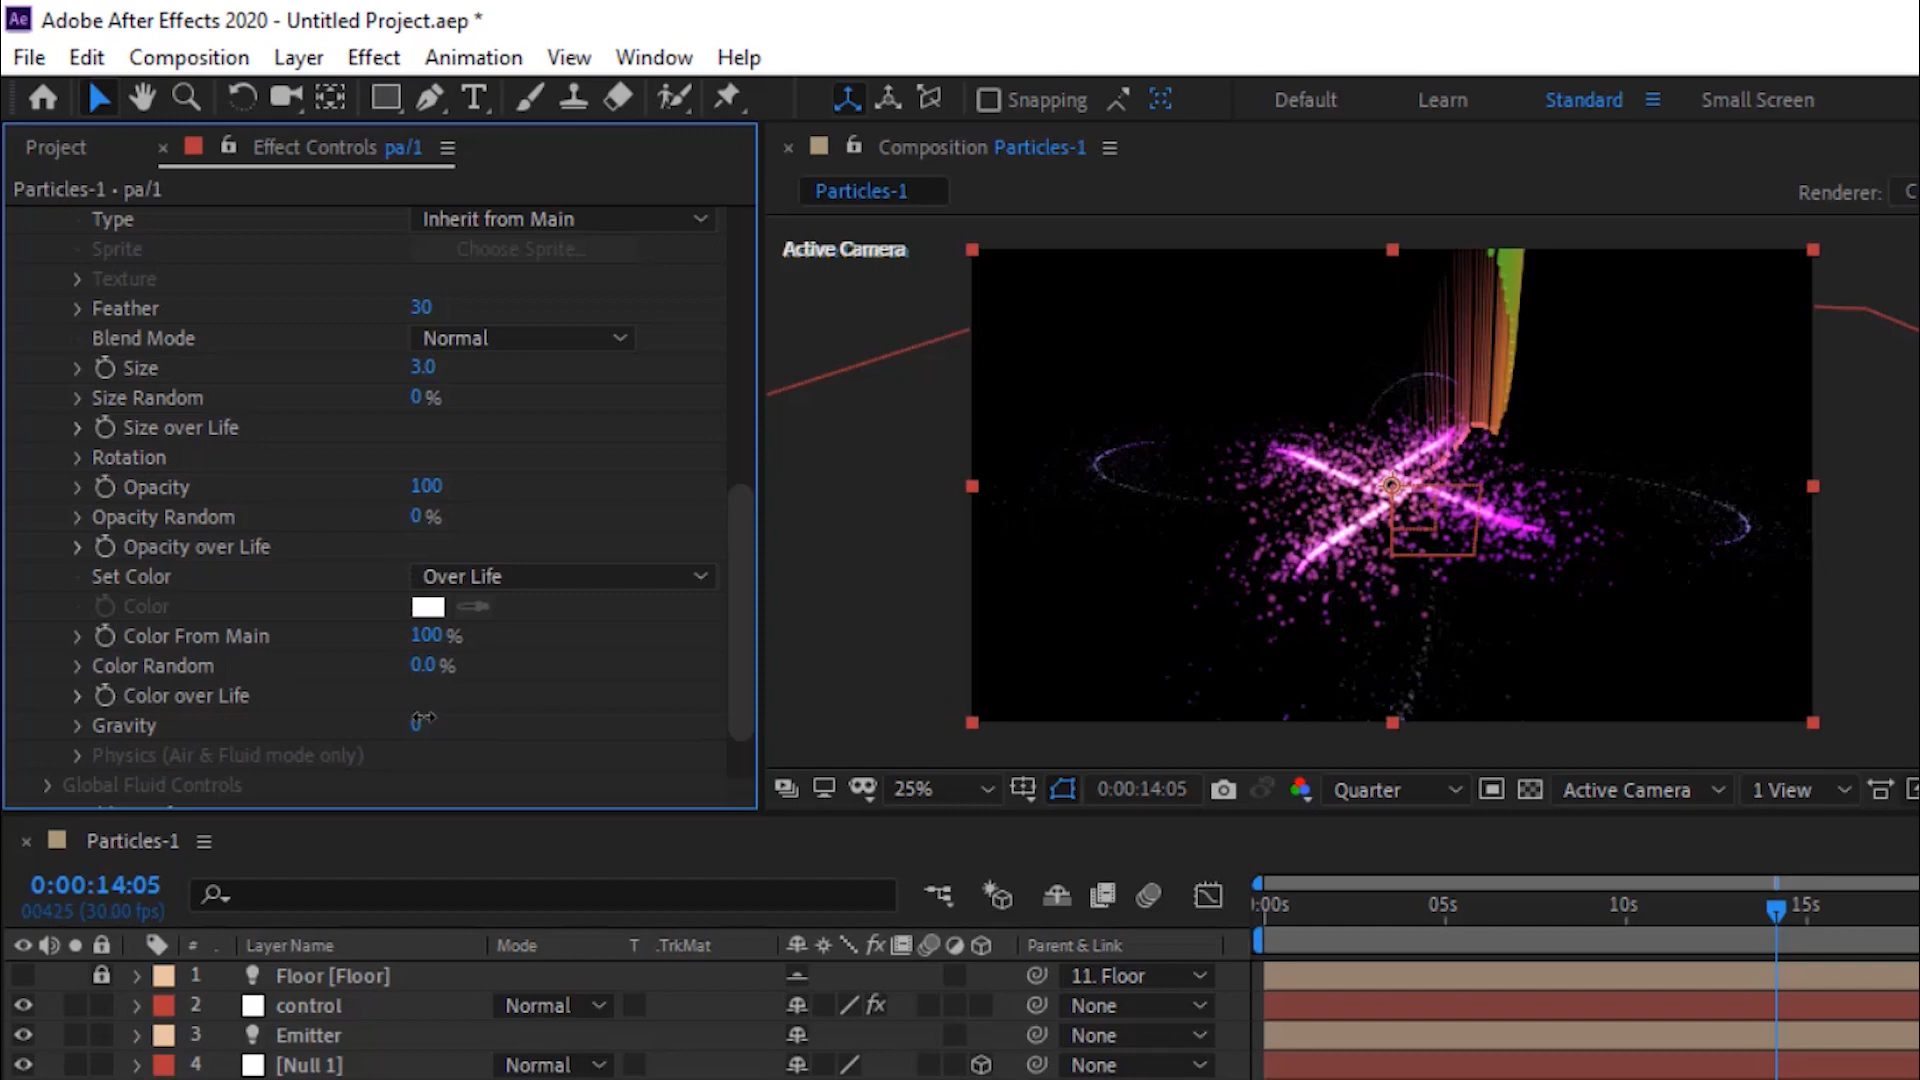 Ae Adobe After Effects 2020 - Untitled Project.aep *
File Edit Composition Layer Effect Animation View Window Help
T Snapping Default Learn Standard Small Screen
Project × Effect Controls pa/1
Particles-1 • pa/1
Type Inherit from Main
Sprite Choose Sprite...
Texture
Feather 30
Blend Mode Normal
Size 3.0
Size Random 0 %
Size over Life
Rotation
Opacity 100
Opacity Random 0 %
Opacity over Life
Set Color Over Life
Color
Color From Main 100 %
Color Random 0.0 %
Color over Life
Gravity 0
Physics (Air & Fluid mode only)
Global Fluid Controls
× Composition Particles-1
Particles-1 Renderer: C
Active Camera
25% 0:00:14:05 Quarter Active Camera 1 View
× Particles-1
0:00:14:05
00425 (30.00 fps)
:00s 05s 10s 15s
# . Layer Name Mode T .TrkMat fx Parent & Link
1 Floor [Floor] 11. Floor
2 control Normal fx None
3 Emitter None
4 [Null 1] Normal None